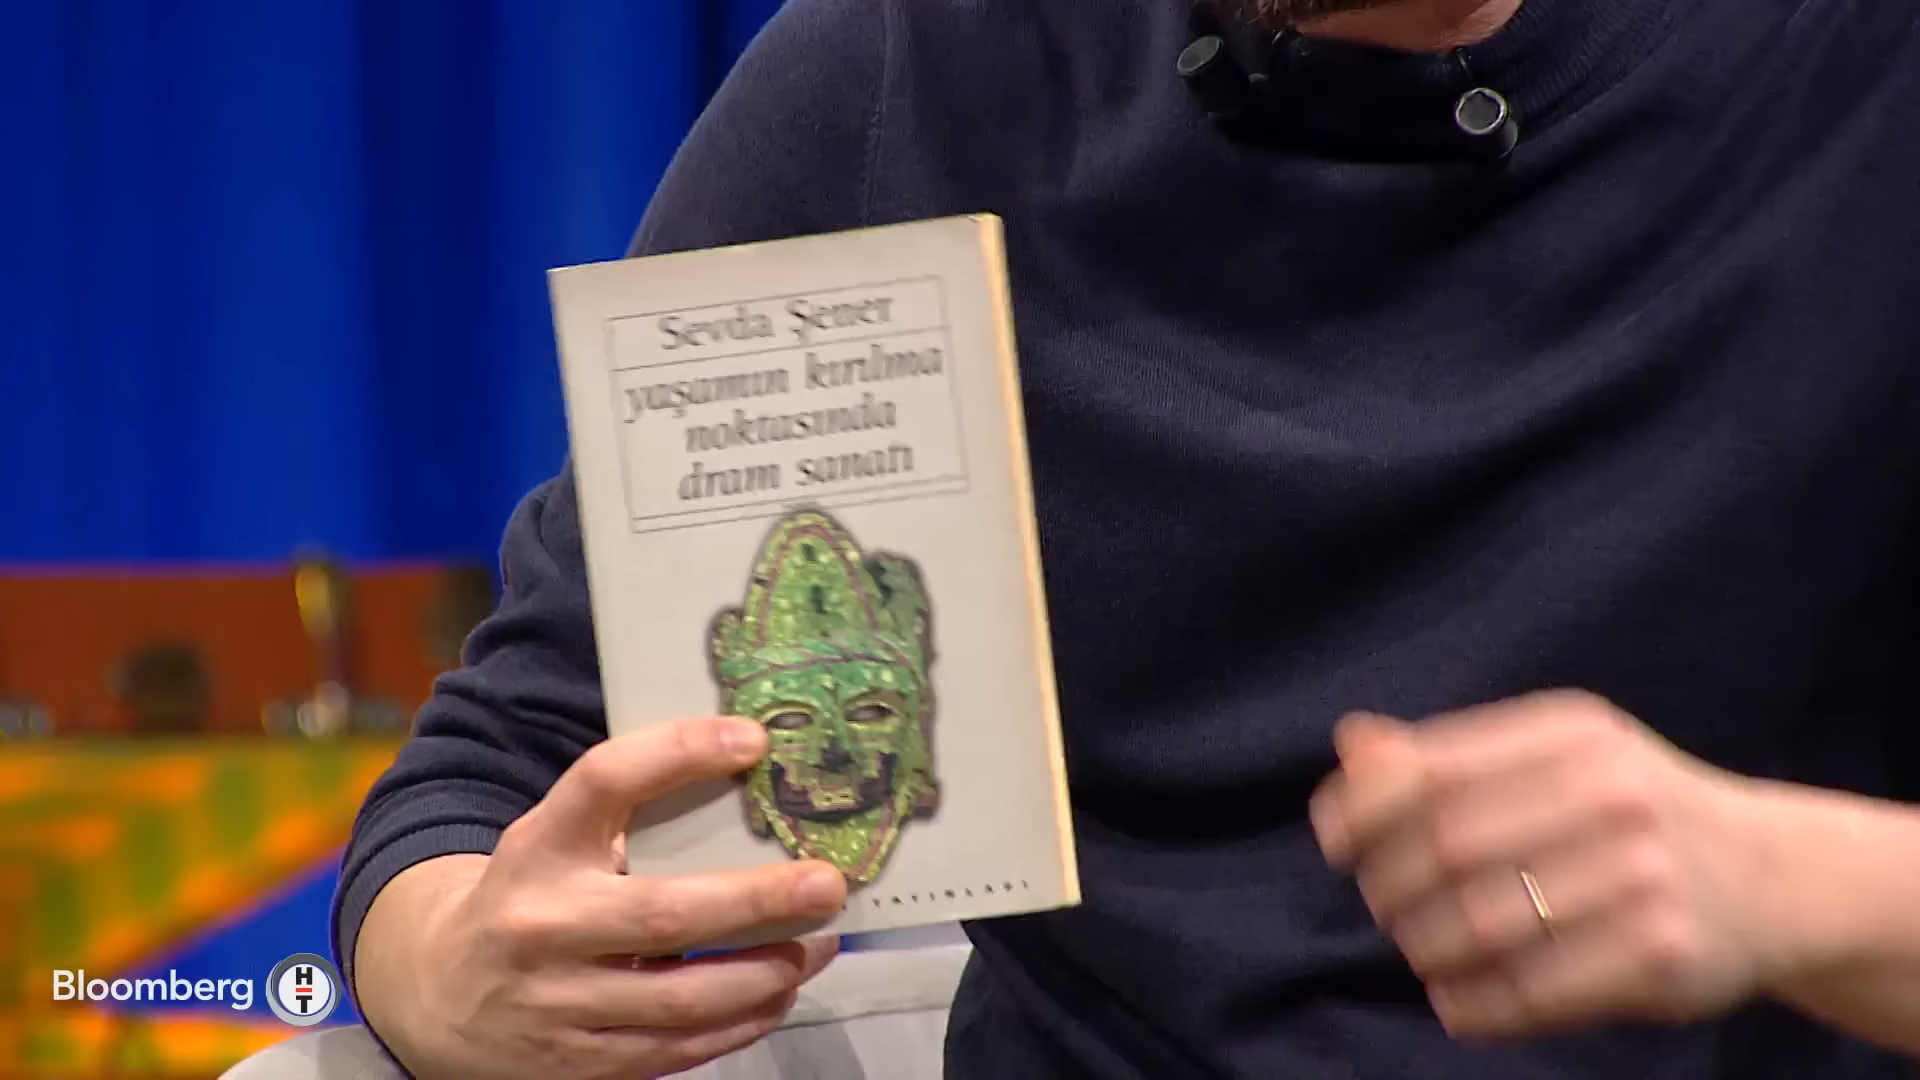 Sevda Şener
yaşamın kırılma
noktasında
dram sanatı
YAYINLARI
Bloomberg
HT